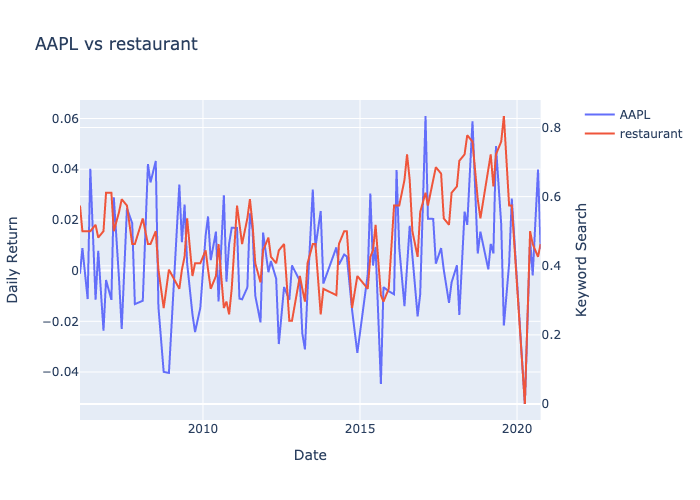 AAPL vs restaurant
AAPL
restaurant
0.06
0.04
0.02
0
−0.02
−0.04
0.8
0.6
0.4
0.2
0
2010
2015
2020
Daily Return
Keyword Search
Date